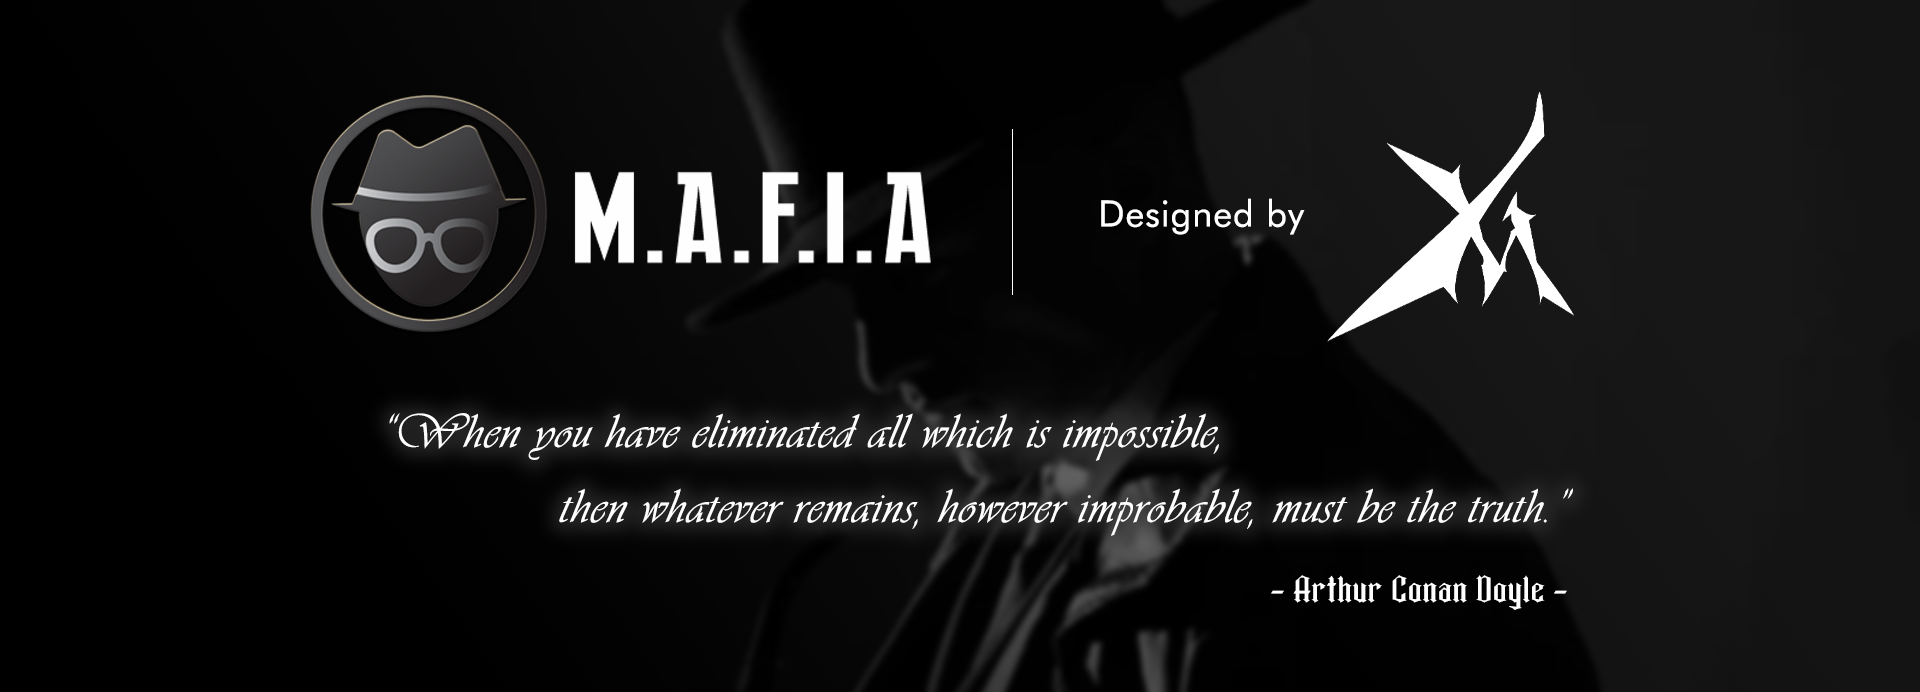 M.A.F.I.A
Designed by
“When you have eliminated all which is impossible,
then whatever remains, however improbable, must be the truth.”
- Arthur Conan Doyle -